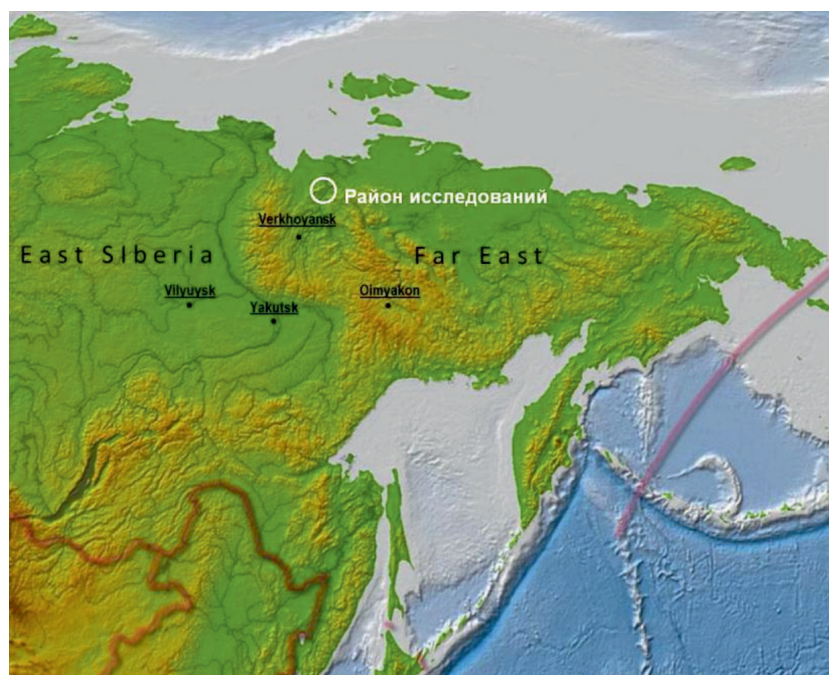 Район исследований
Verkhoyansk
East SIberia
Far East
Vilyuysk
Oimyakon
Yakutsk